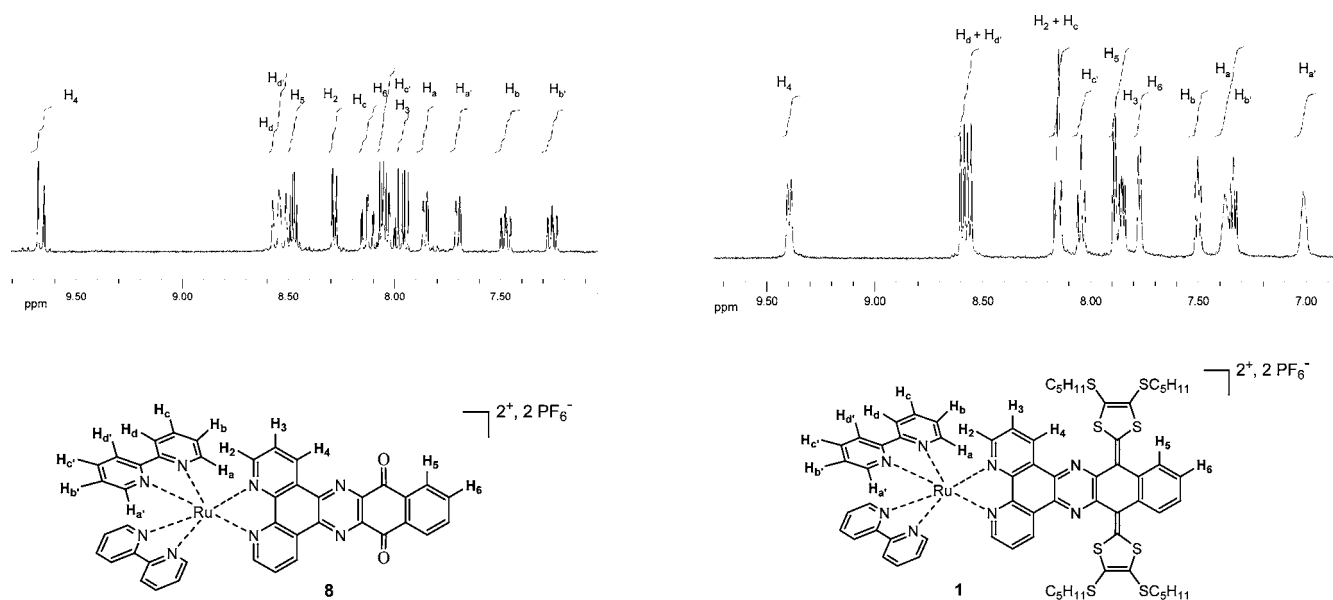 H4
Hd
Hd'
H5
H2
Hc
H6
Hc'
H3
Ha
Ha'
Hb
Hb'
ppm
9.50
9.00
8.50
8.00
7.50
H4
Hd + Hd'
H2 + Hc
Hc'
H5
H3
H6
Hb
Ha
Hb'
Ha'
ppm
9.50
9.00
8.50
8.00
7.50
7.00
2+, 2 PF6-
Hc
Hd
Hb
Hd'
Hc'
Hb'
Ha
Ha'
N
N
N
N
Ru
H2
H3
H4
N
N
N
N
O
O
H5
H6
8
2+, 2 PF6-
Hc
Hd
Hb
Hd'
Hc'
Hb'
Ha
Ha'
N
N
N
N
Ru
H2
H3
H4
N
N
N
N
C5H11S
SC5H11
S
S
H5
H6
S
S
C5H11S
SC5H11
1